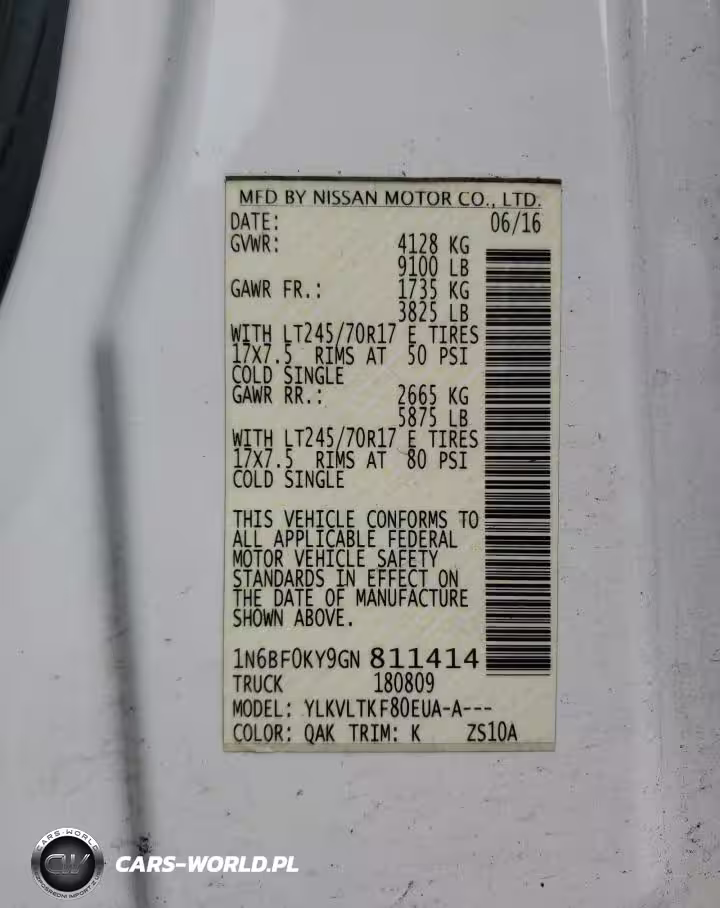 MFD BY NISSAN MOTOR CO., LTD.
DATE: 06/16
GVWR: 4128 KG
9100 LB
GAWR FR.: 1735 KG
3825 LB
WITH LT245/70R17 E TIRES
17X7.5 RIMS AT 50 PSI
COLD SINGLE
GAWR RR.: 2665 KG
5875 LB
WITH LT245/70R17 E TIRES
17X7.5 RIMS AT 80 PSI
COLD SINGLE
THIS VEHICLE CONFORMS TO
ALL APPLICABLE FEDERAL
MOTOR VEHICLE SAFETY
STANDARDS IN EFFECT ON
THE DATE OF MANUFACTURE
SHOWN ABOVE.
1N6BF0KY9GN 811414
TRUCK 180809
MODEL: YLKVLTKF80EUA-A---
COLOR: QAK TRIM: K ZS10A
CARS-WORLD
CW
CARS-WORLD.PL